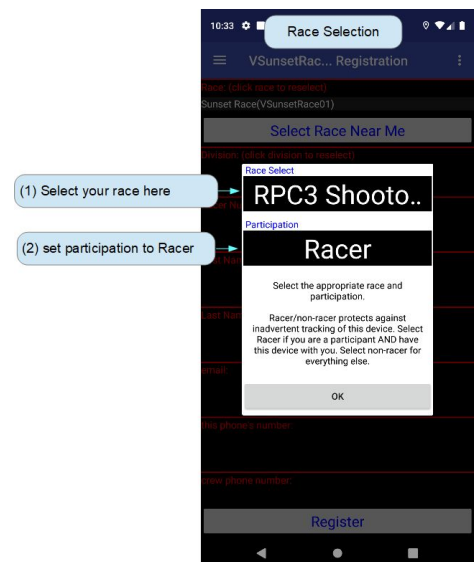 10:33
Race Selection
VSunsetRac... Registration
Race: (click race to reselect)
Sunset Race(VSunsetRace01)
Select Race Near Me
Division: (click division to reselect)
Race Select
(1) Select your race here
RPC3 Shooto..
Participation
(2) set participation to Racer
Racer
Select the appropriate race and
participation.
Last Nam
Racer/non-racer protects against
inadvertent tracking of this device. Select
Racer if you are a participant AND have
this device with you. Select non-racer for
everything else.
email:
OK
this phone's number:
crew phone number:
Register